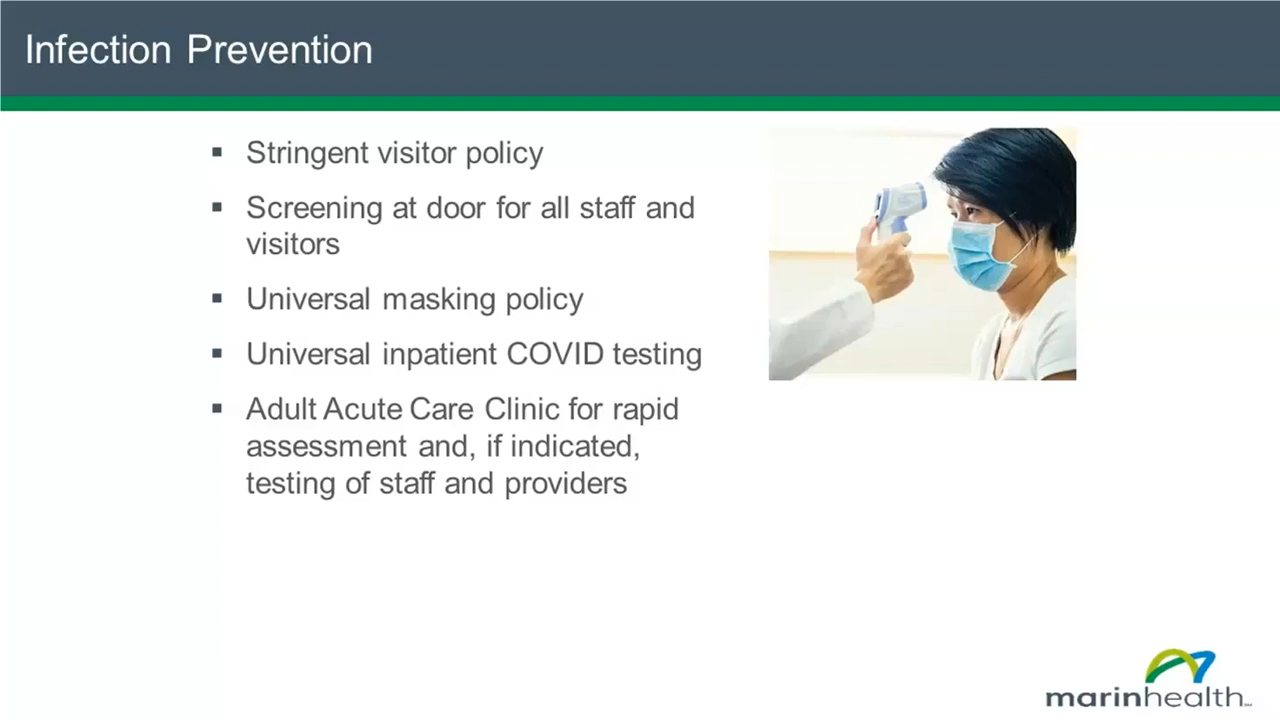 Infection Prevention
▪ Stringent visitor policy
▪ Screening at door for all staff and
visitors
▪ Universal masking policy
▪ Universal inpatient COVID testing
▪ Adult Acute Care Clinic for rapid
assessment and, if indicated,
testing of staff and providers
marinhealth